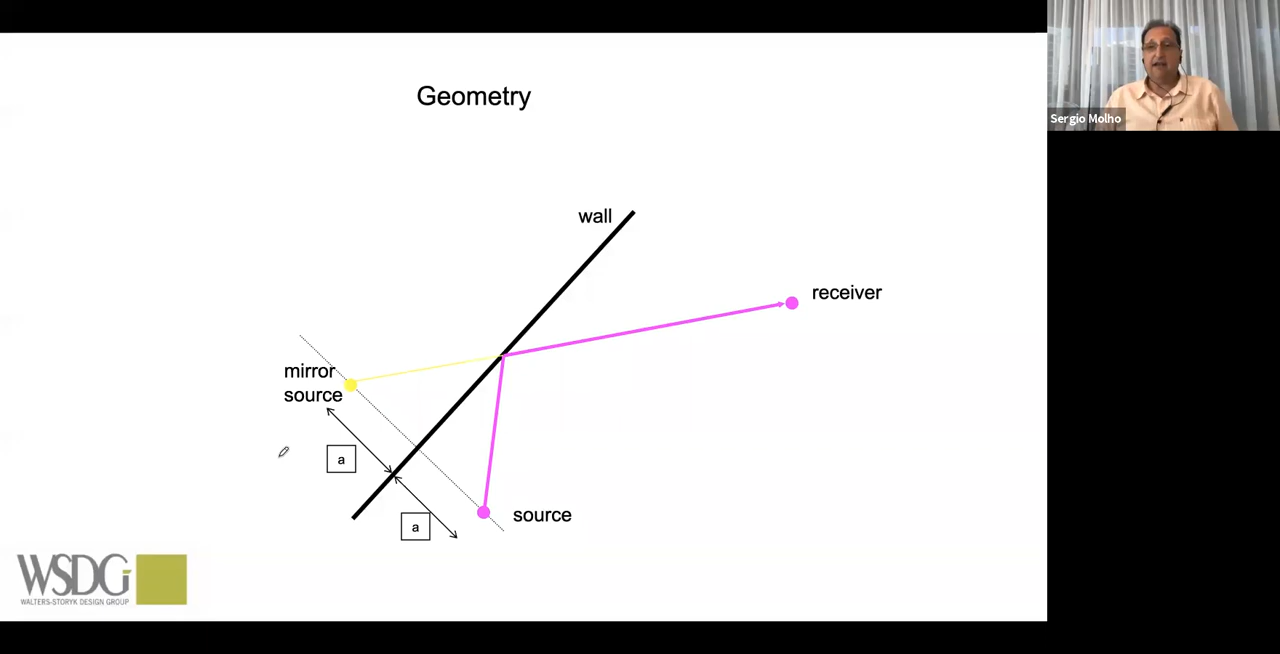 Geometry
Sergio Molho
wall
receiver
mirror
source
a
a
source
WSDG
WALTERS-STORYK DESIGN GROUP